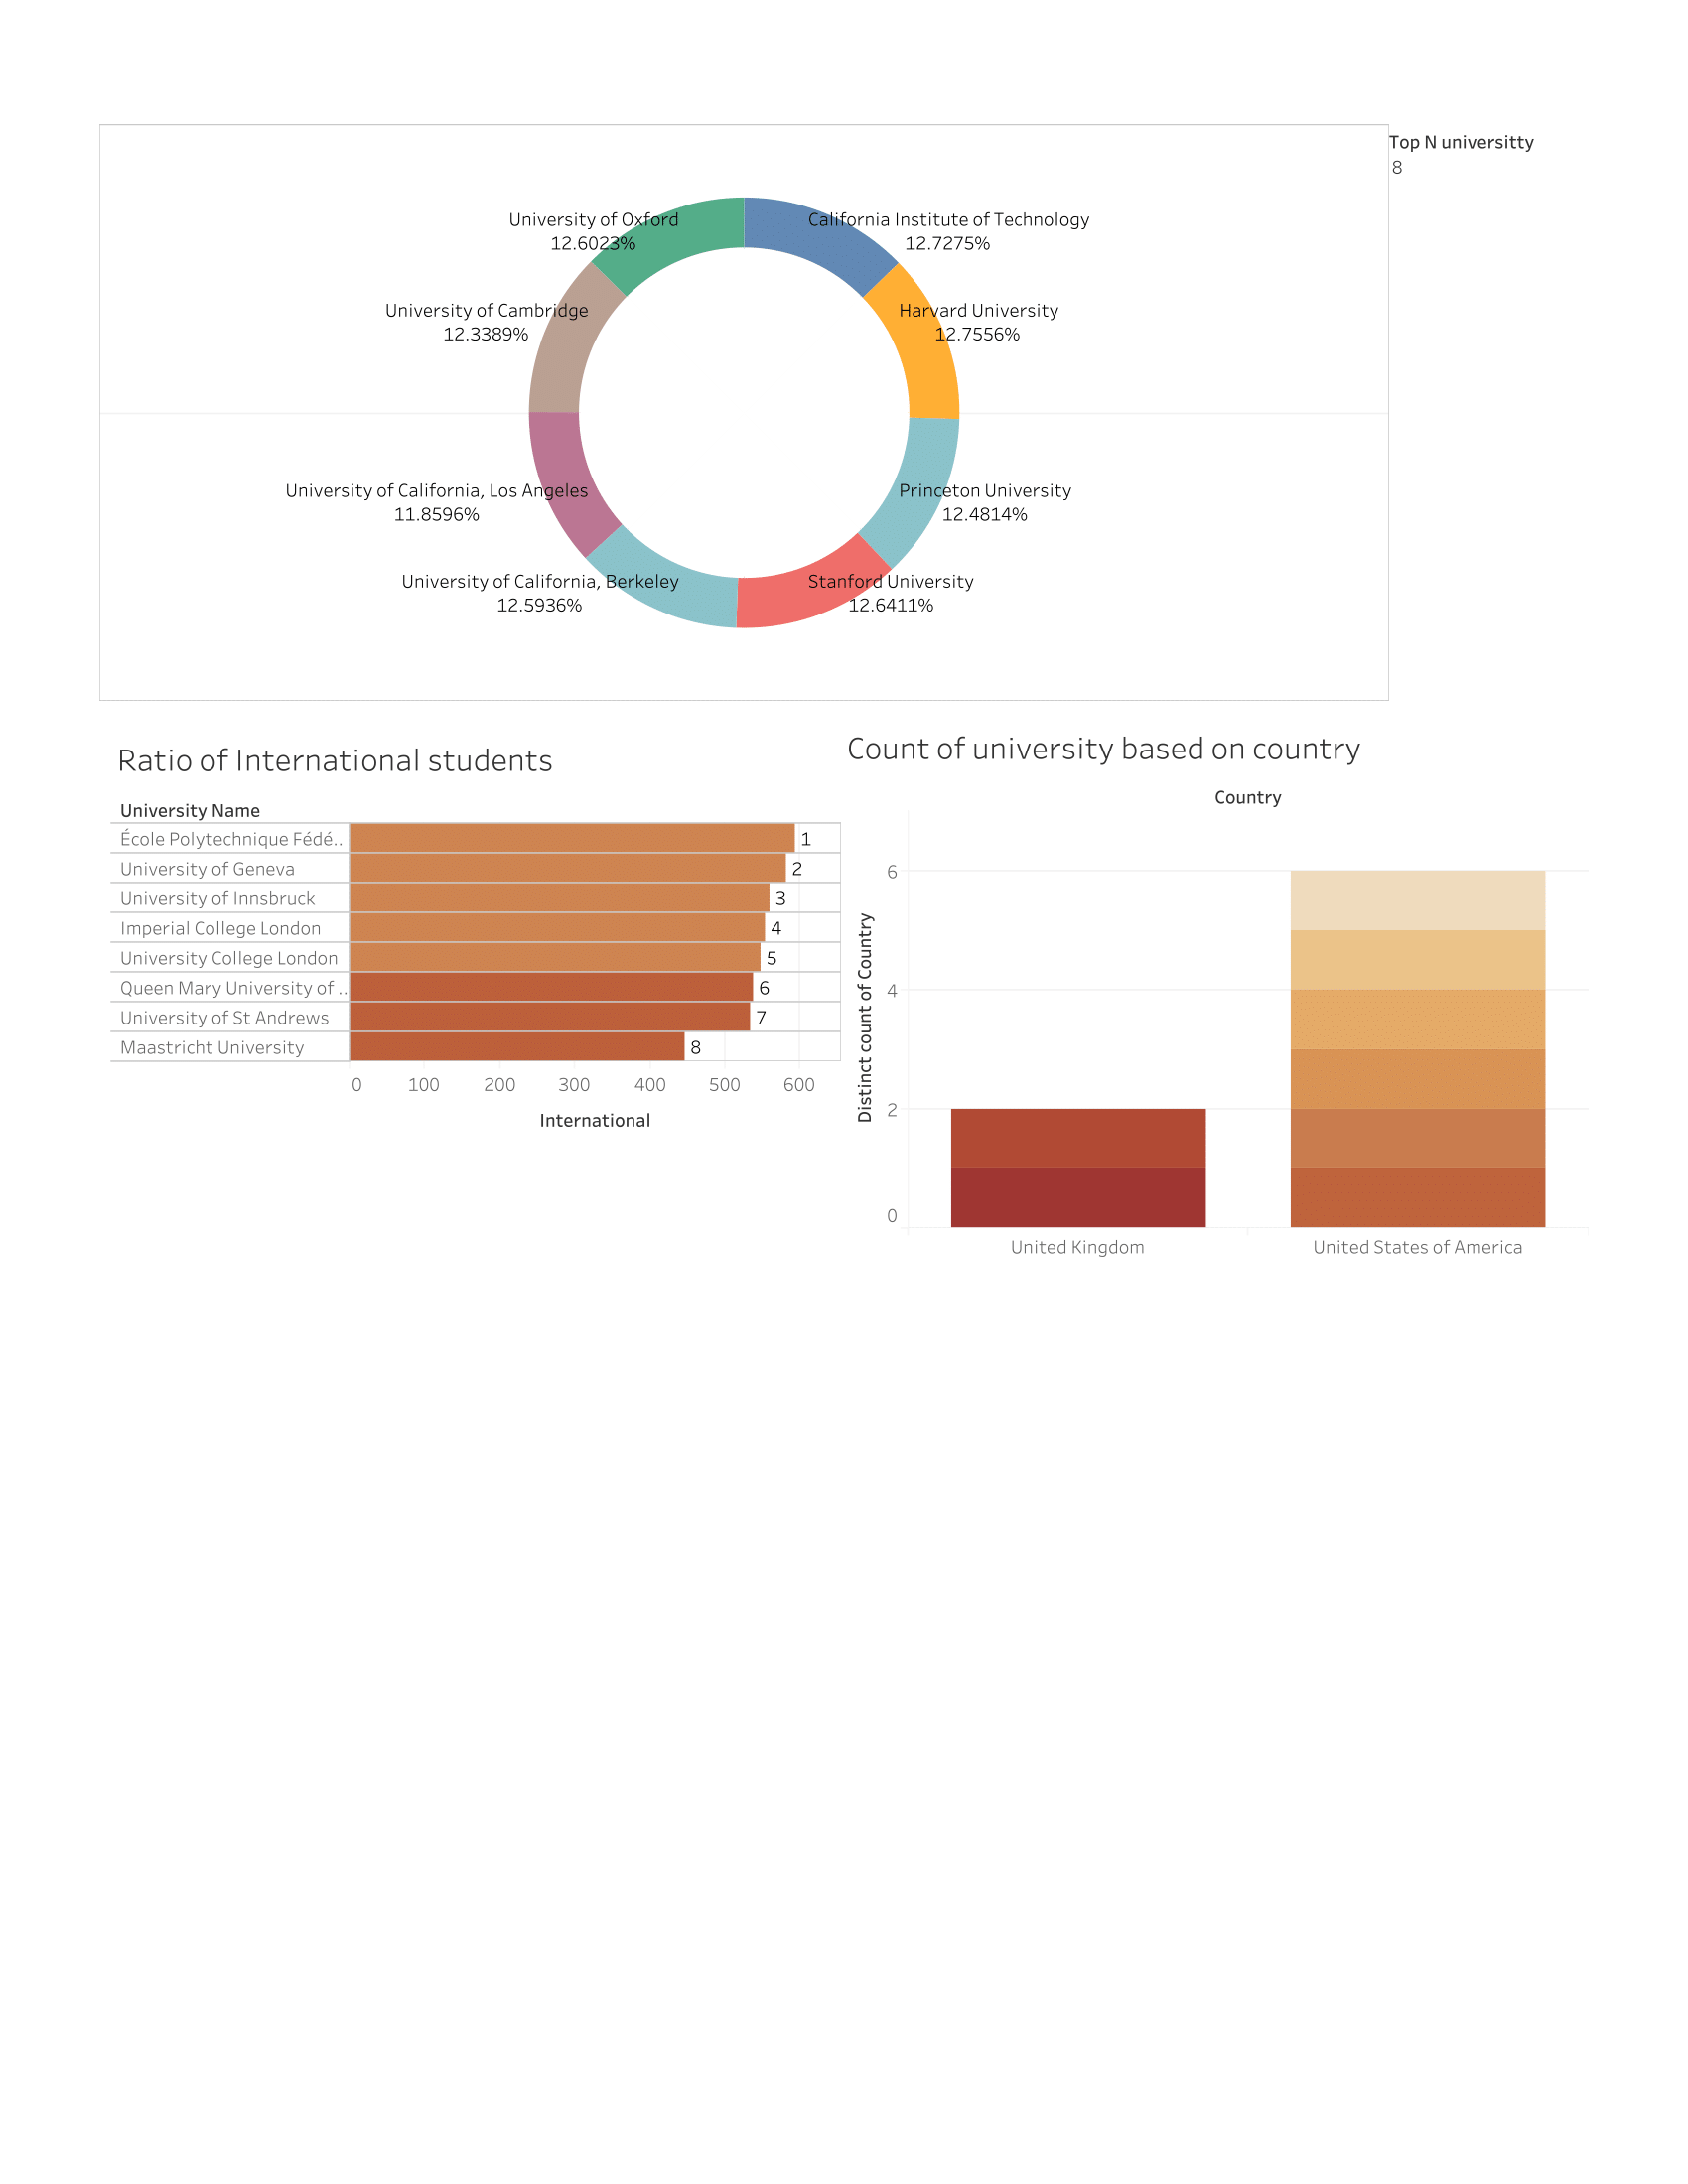 Top N universitty
8
University of Oxford
12.6023%
California Institute of Technology
12.7275%
University of Cambridge
12.3389%
Harvard University
12.7556%
University of California, Los Angeles
11.8596%
Princeton University
12.4814%
University of California, Berkeley
12.5936%
Stanford University
12.6411%
Ratio of International students
University Name
École Polytechnique Fédé.. 1
University of Geneva 2
University of Innsbruck 3
Imperial College London 4
University College London 5
Queen Mary University of .. 6
University of St Andrews 7
Maastricht University 8
0 100 200 300 400 500 600
International
Count of university based on country
Country
Distinct count of Country
6
4
2
0
United Kingdom United States of America